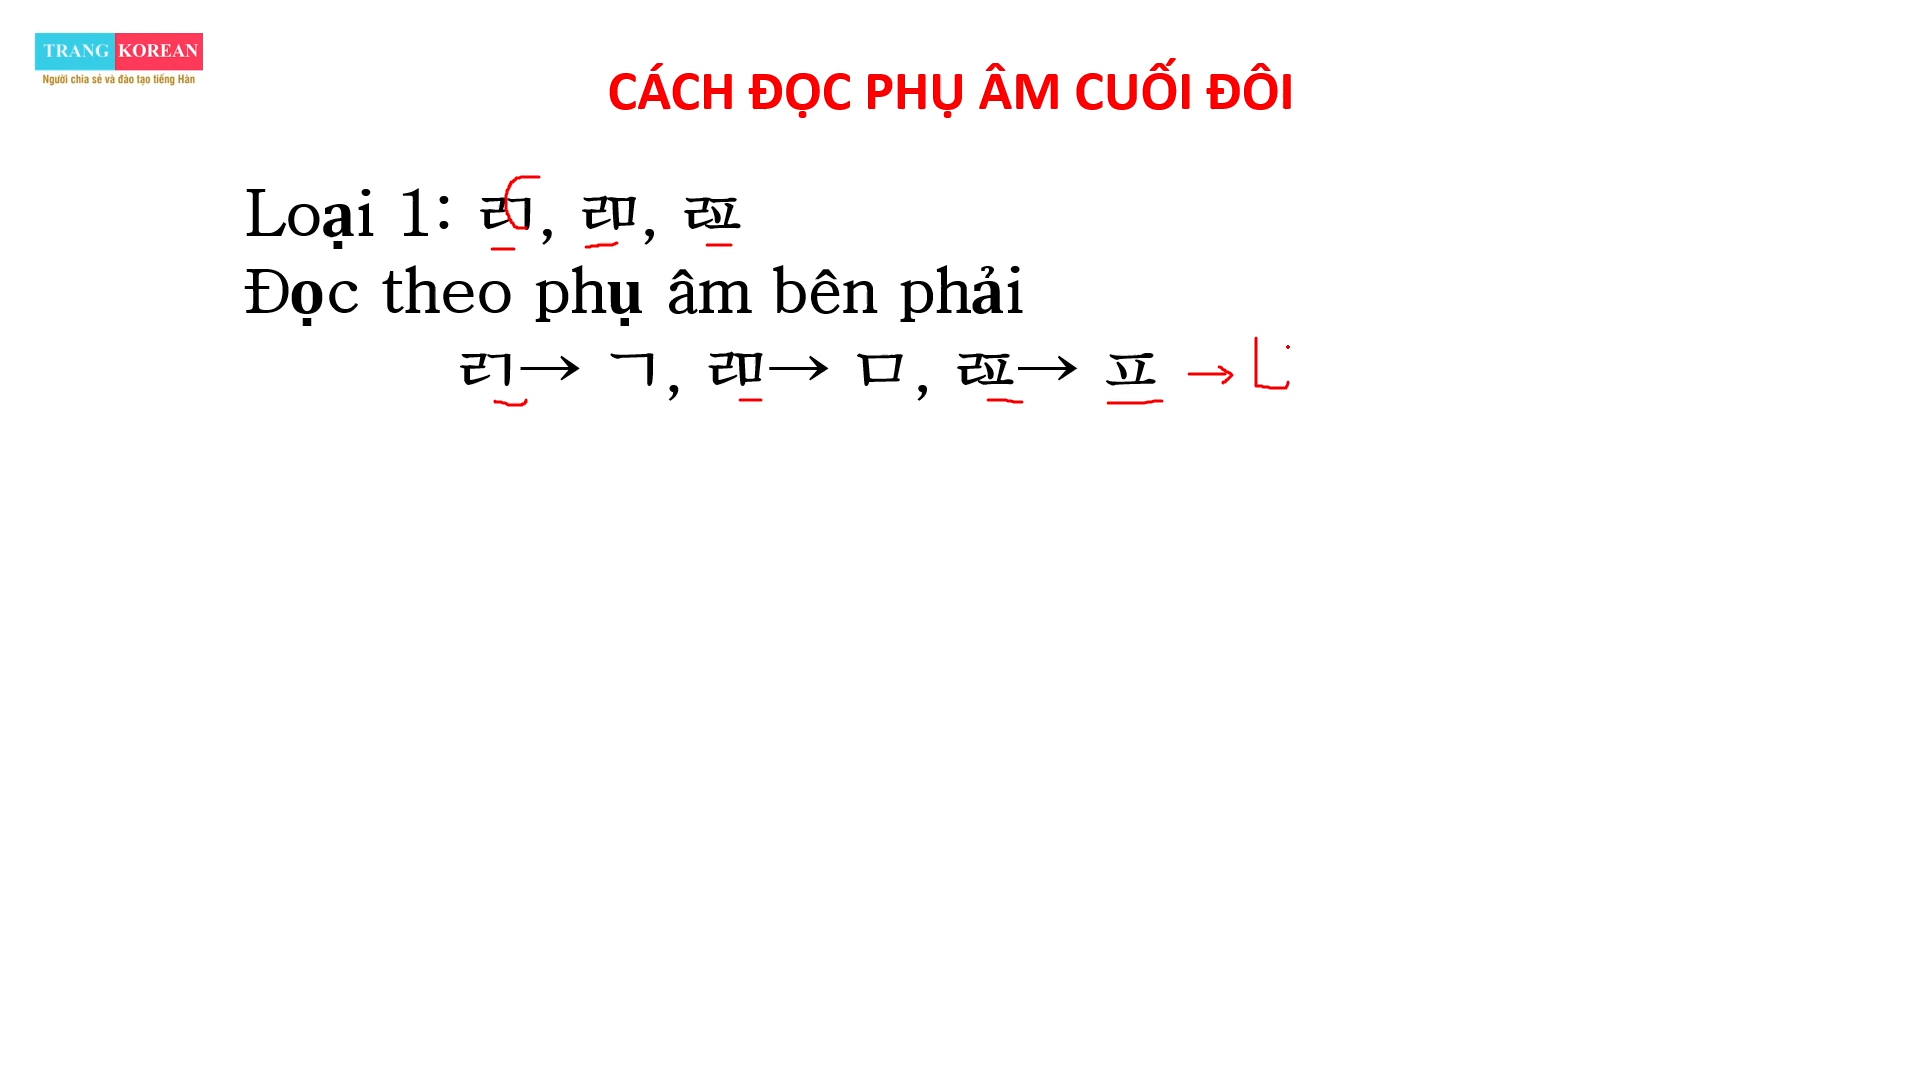 TRANG KOREAN
Người chia sẻ và đào tạo tiếng Hàn
CÁCH ĐỌC PHỤ ÂM CUỐI ĐÔI
Loại 1: ㄺ, ㄻ, ㄿ
Đọc theo phụ âm bên phải
ㄺ→ ㄱ, ㄻ→ ㅁ, ㄿ→ ㅍ →